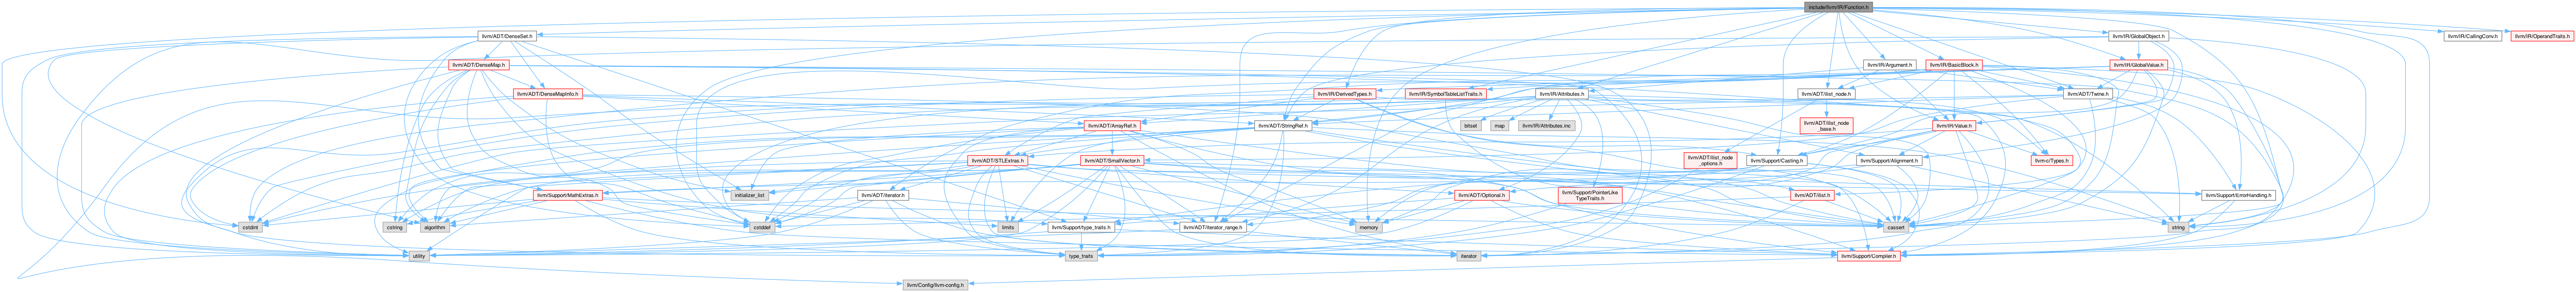 include/llvm/IR/Function.h
llvm/ADT/DenseSet.h
llvm/IR/GlobalObject.h
llvm/IR/CallingConv.h
llvm/IR/OperandTraits.h
llvm/ADT/DenseMap.h
llvm/IR/Argument.h
llvm/IR/BasicBlock.h
llvm/IR/GlobalValue.h
llvm/ADT/DenseMapInfo.h
llvm/IR/DerivedTypes.h
llvm/IR/SymbolTableListTraits.h
llvm/IR/Attributes.h
llvm/ADT/ilist_node.h
llvm/ADT/Twine.h
llvm/ADT/ArrayRef.h
llvm/ADT/StringRef.h
bitset
map
llvm/IR/Attributes.inc
llvm/ADT/ilist_node
_base.h
llvm/IR/Value.h
llvm/ADT/STLExtras.h
llvm/ADT/SmallVector.h
llvm/Support/Casting.h
llvm/ADT/ilist_node
_options.h
llvm/Support/Alignment.h
llvm-c/Types.h
llvm/Support/MathExtras.h
initializer_list
llvm/ADT/iterator.h
llvm/ADT/Optional.h
llvm/Support/PointerLike
TypeTraits.h
llvm/ADT/ilist.h
llvm/Support/ErrorHandling.h
cstdint
cstring
algorithm
cstddef
limits
llvm/Support/type_traits.h
llvm/ADT/iterator_range.h
memory
cassert
string
utility
type_traits
iterator
llvm/Support/Compiler.h
llvm/Config/llvm-config.h